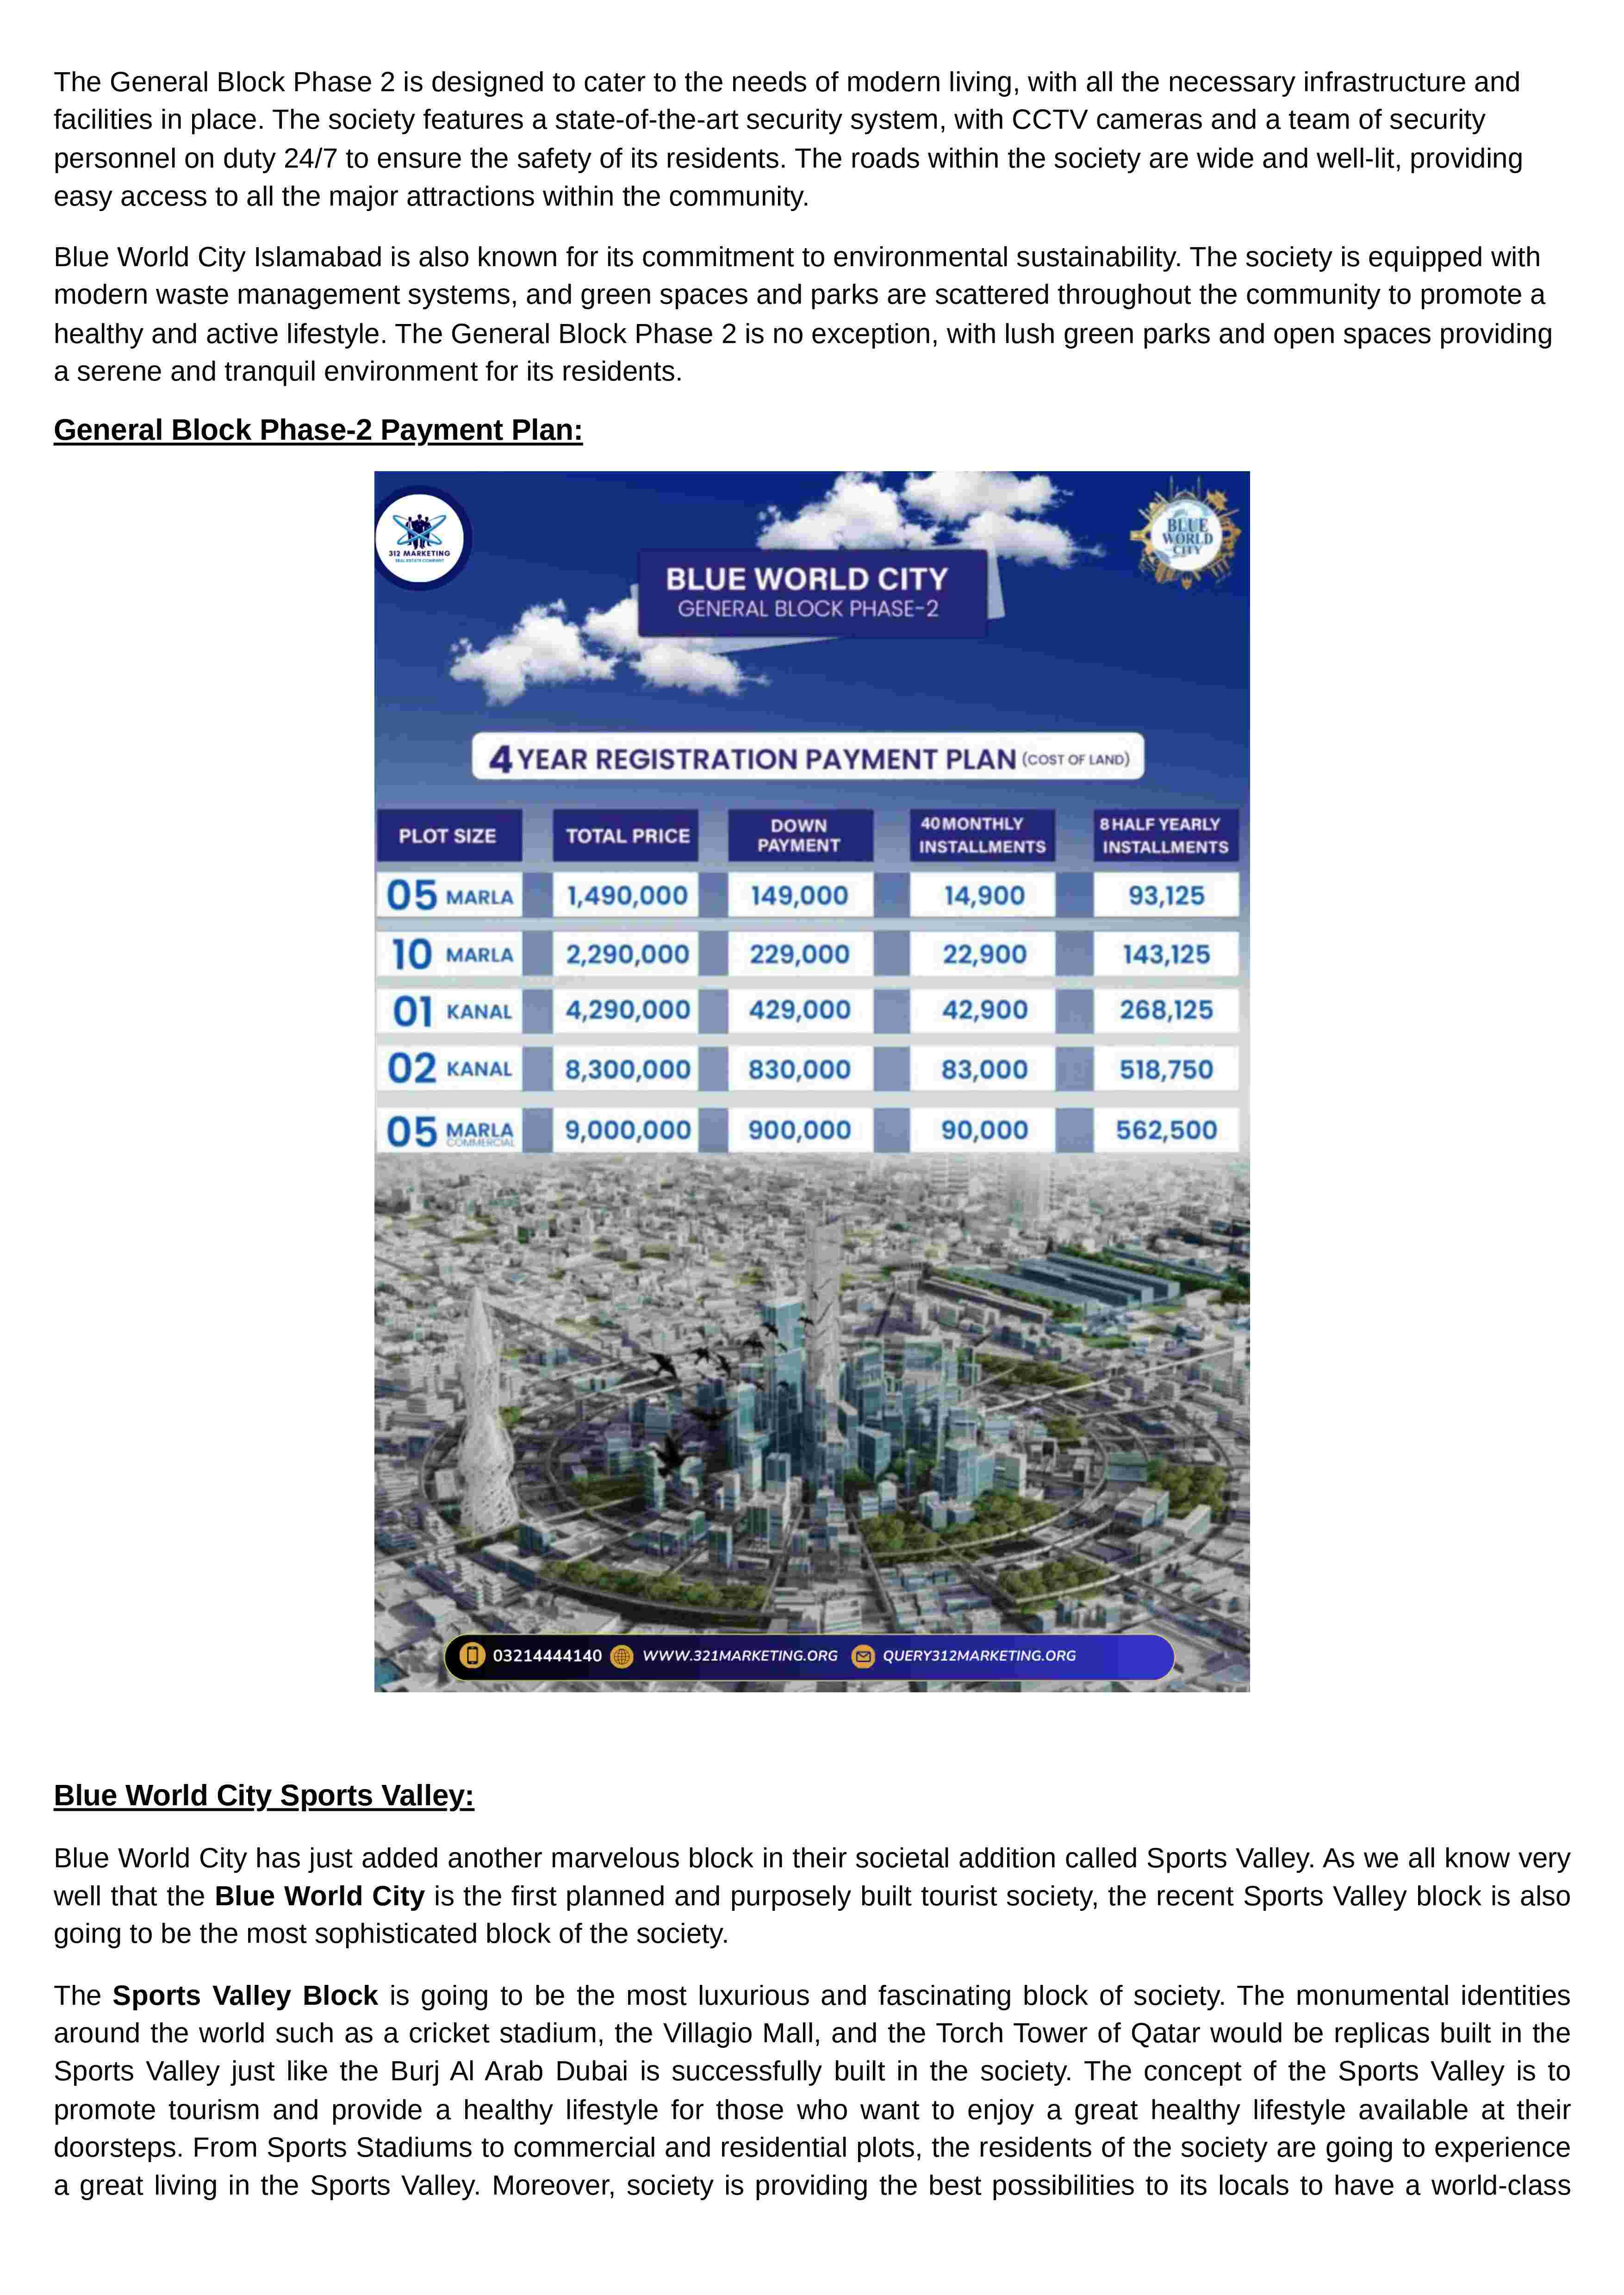 The General Block Phase 2 is designed to cater to the needs of modern living, with all the necessary infrastructure and
facilities in place. The society features a state-of-the-art security system, with CCTV cameras and a team of security
personnel on duty 24/7 to ensure the safety of its residents. The roads within the society are wide and well-lit, providing
easy access to all the major attractions within the community.
Blue World City Islamabad is also known for its commitment to environmental sustainability. The society is equipped with
modern waste management systems, and green spaces and parks are scattered throughout the community to promote a
healthy and active lifestyle. The General Block Phase 2 is no exception, with lush green parks and open spaces providing
a serene and tranquil environment for its residents.
General Block Phase-2 Payment Plan:
312 MARKETING
REAL ESTATE COMPANY
BLUE
WORLD
CITY
BLUE WORLD CITY
GENERAL BLOCK PHASE-2
4 YEAR REGISTRATION PAYMENT PLAN (COST OF LAND)
PLOT SIZE TOTAL PRICE DOWN PAYMENT 40 MONTHLY INSTALLMENTS 8 HALF YEARLY INSTALLMENTS
05 MARLA 1,490,000 149,000 14,900 93,125
10 MARLA 2,290,000 229,000 22,900 143,125
01 KANAL 4,290,000 429,000 42,900 268,125
02 KANAL 8,300,000 830,000 83,000 518,750
05 MARLA COMMERCIAL 9,000,000 900,000 90,000 562,500
03214444140 WWW.321MARKETING.ORG QUERY312MARKETING.ORG
Blue World City Sports Valley:
Blue World City has just added another marvelous block in their societal addition called Sports Valley. As we all know very
well that the Blue World City is the first planned and purposely built tourist society, the recent Sports Valley block is also
going to be the most sophisticated block of the society.
The Sports Valley Block is going to be the most luxurious and fascinating block of society. The monumental identities
around the world such as a cricket stadium, the Villagio Mall, and the Torch Tower of Qatar would be replicas built in the
Sports Valley just like the Burj Al Arab Dubai is successfully built in the society. The concept of the Sports Valley is to
promote tourism and provide a healthy lifestyle for those who want to enjoy a great healthy lifestyle available at their
doorsteps. From Sports Stadiums to commercial and residential plots, the residents of the society are going to experience
a great living in the Sports Valley. Moreover, society is providing the best possibilities to its locals to have a world-class